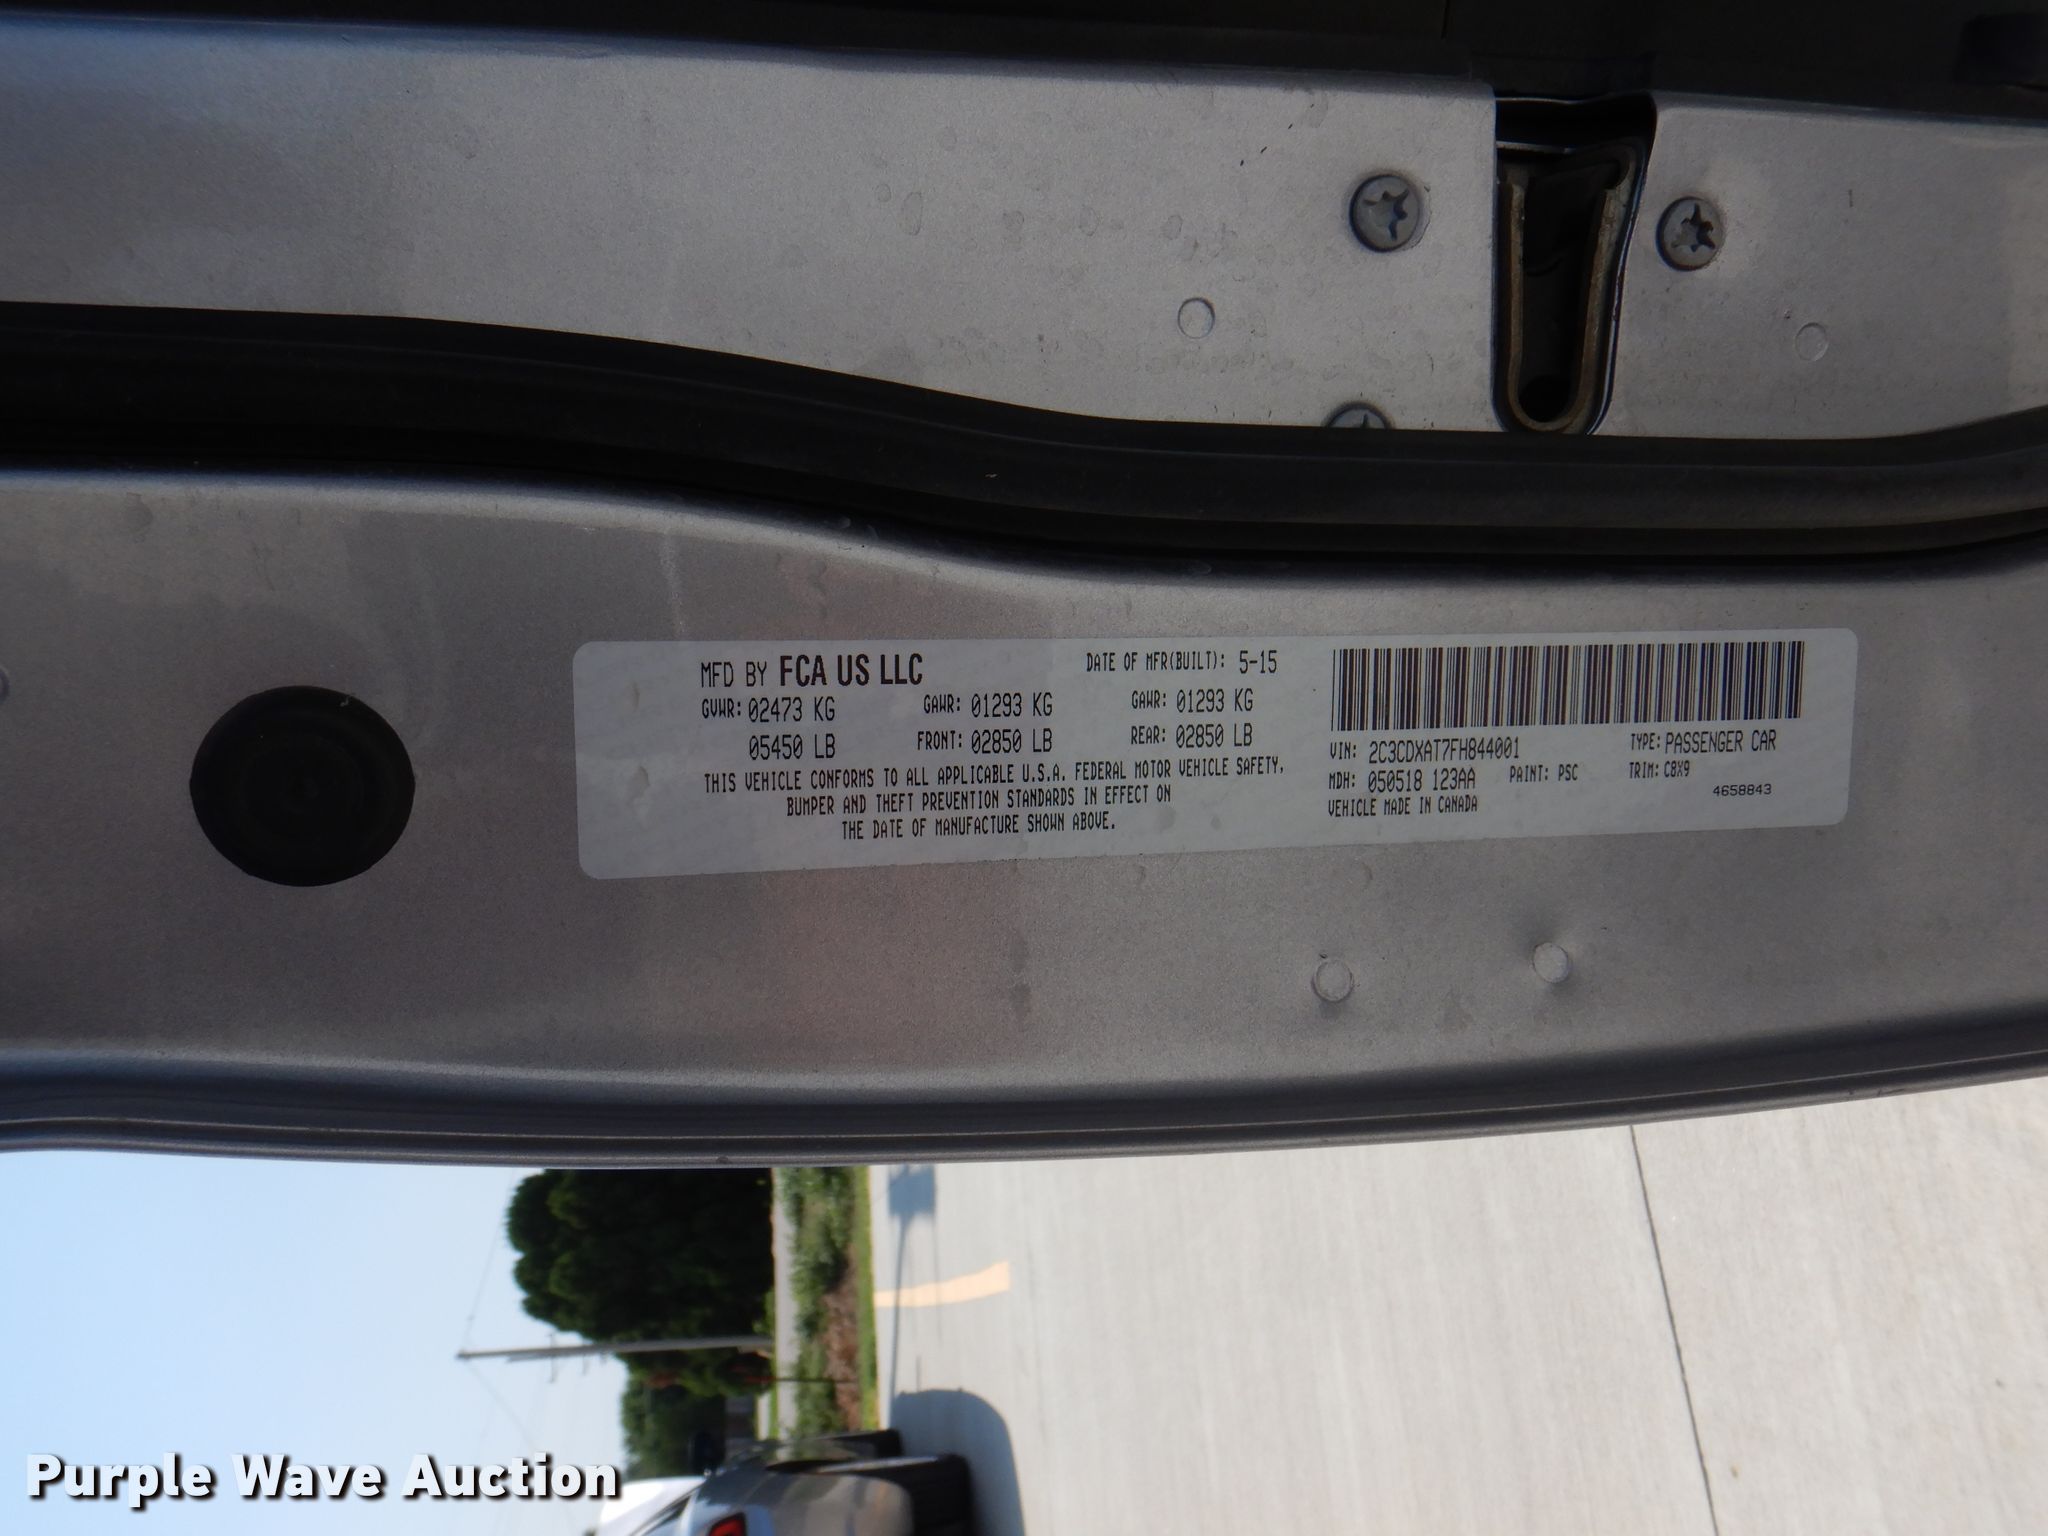 MFD BY FCA US LLC DATE OF MFR(BUILT): 5-15
GVWR: 02473 KG GAWR: 01293 KG GAWR: 01293 KG
05450 LB FRONT: 02850 LB REAR: 02850 LB
THIS VEHICLE CONFORMS TO ALL APPLICABLE U.S.A. FEDERAL MOTOR VEHICLE SAFETY,
BUMPER AND THEFT PREVENTION STANDARDS IN EFFECT ON
THE DATE OF MANUFACTURE SHOWN ABOVE.
VIN: 2C3CDXAT7FH844001 TYPE: PASSENGER CAR
MDH: 050518 123AA PAINT: PSC TRIM: C8X9
VEHICLE MADE IN CANADA 4658843
Purple Wave Auction